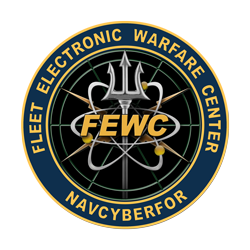 FLEET ELECTRONIC WARFARE CENTER
FEWC
NAVCYBERFOR